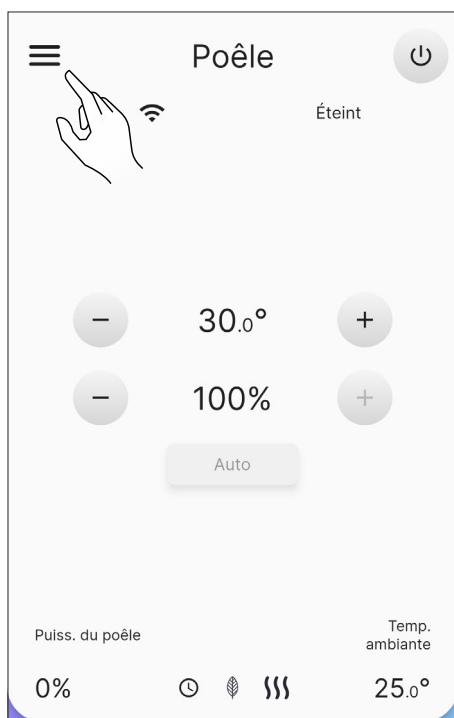 Poêle
Éteint
− 30.0° +
− 100% +
Auto
Puiss. du poêle
Temp.
ambiante
0%
25.0°